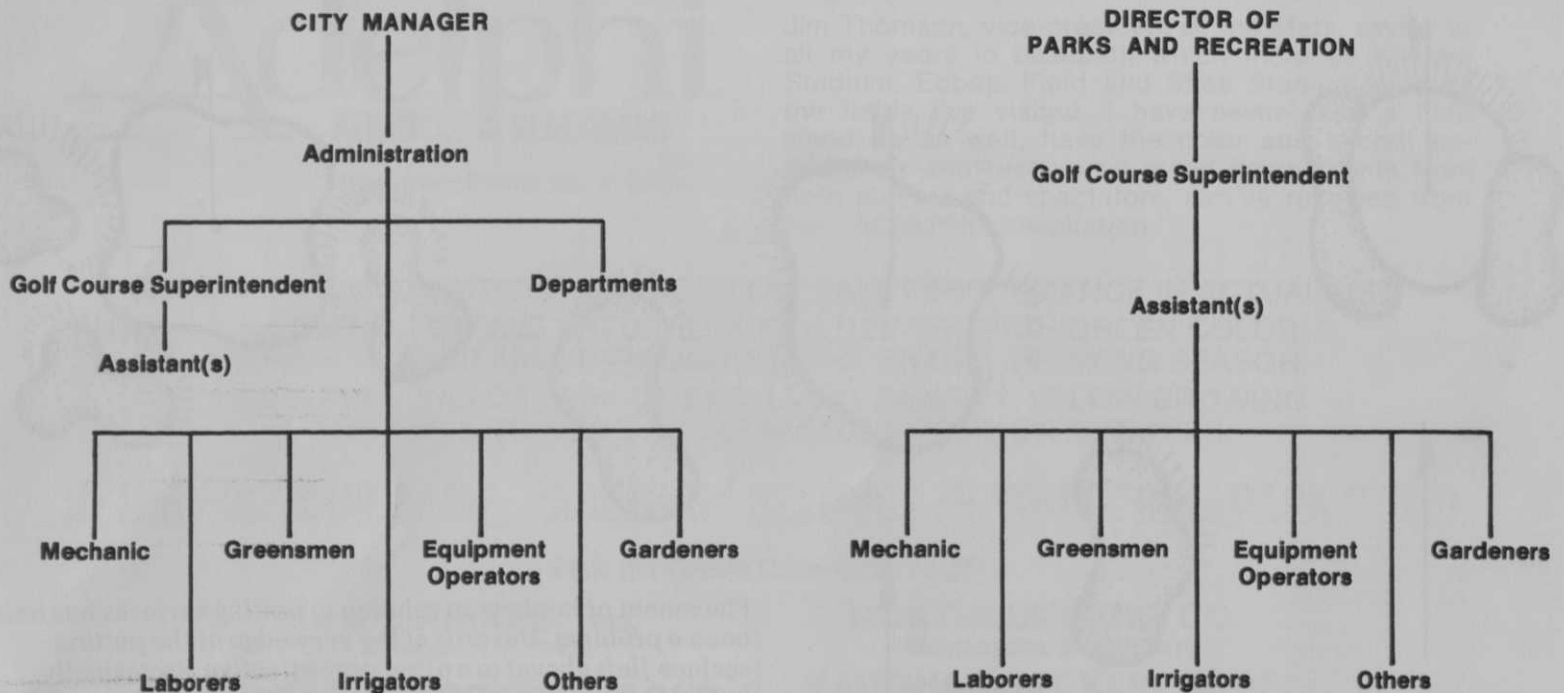 CITY MANAGER
Administration
Golf Course Superintendent
Departments
Assistant(s)
Mechanic
Greensmen
Equipment
Operators
Gardeners
Laborers
Irrigators
Others
DIRECTOR OF
PARKS AND RECREATION
Golf Course Superintendent
Assistant(s)
Mechanic
Greensmen
Equipment
Operators
Gardeners
Laborers
Irrigators
Others